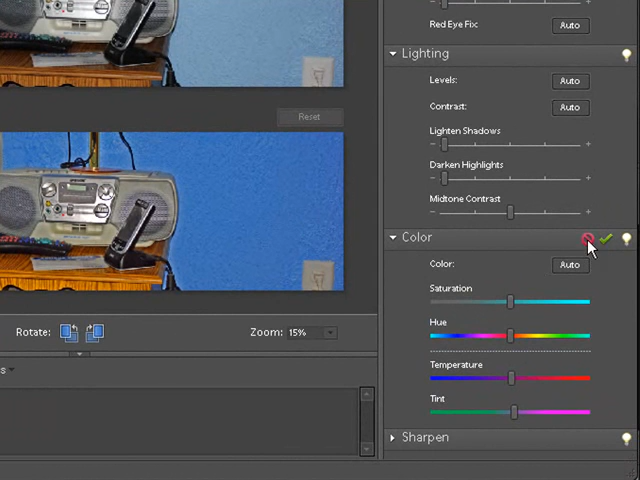 Red Eye Fix
Auto
Lighting
Levels:
Auto
Contrast:
Auto
Reset
Lighten Shadows
Darken Highlights
Midtone Contrast
Color
Color:
Auto
Saturation
Hue
Rotate:
Zoom: 15%
Temperature
s
Tint
Sharpen